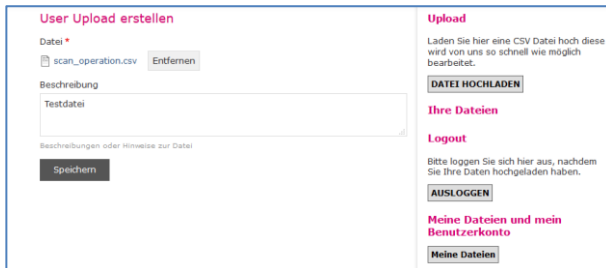 User Upload erstellen
Datei *
scan_operation.csv Entfernen
Beschreibung
Testdatei
Beschreibungen oder Hinweise zur Datei
Speichern
Upload
Laden Sie hier eine CSV Datei hoch diese
wird von uns so schnell wie möglich
bearbeitet.
DATEI HOCHLADEN
Ihre Dateien
Logout
Bitte loggen Sie sich hier aus, nachdem
Sie Ihre Daten hochgeladen haben.
AUSLOGGEN
Meine Dateien und mein
Benutzerkonto
Meine Dateien